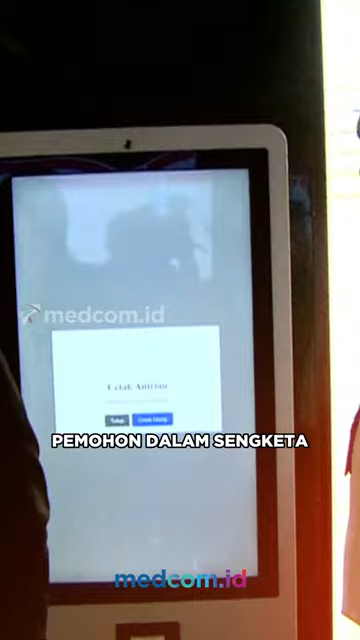 medcom.id
Cetak Antrian
Tutup
Cetak Ulang
PEMOHON DALAM SENGKETA
medcom.id